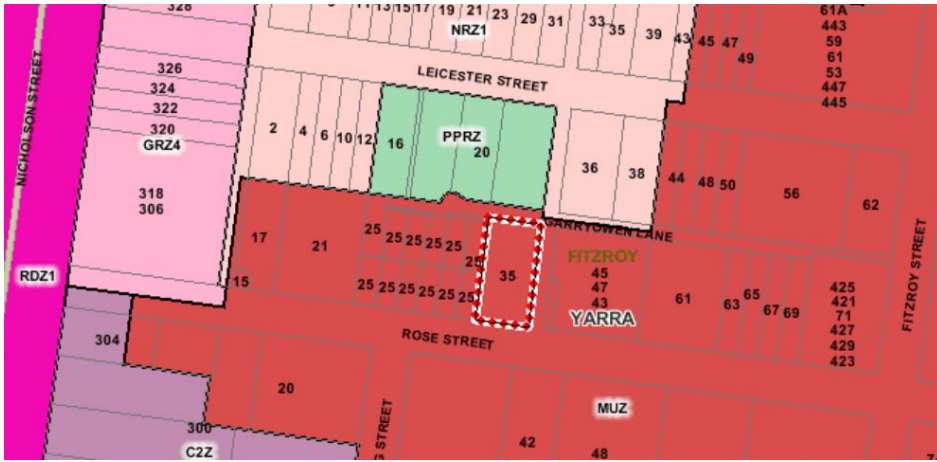 328
11 13 15 17 19 21 23 29 31 33 35 39 43 45 47 49
NRZ1
61A
443
59
61
53
447
445
LEICESTER STREET
NICHOLSON STREET
326
324
322
320
GRZ4
318
306
2 4 6 10 12 16
PPRZ
20
36 38 44 48 50 56 62
GARRYOWEN LANE
17 21 25 25 25 25 25 25
35
FITZROY
45
47
43
YARRA
61 63 65 67 69
425
421
71
427
429
423
FITZROY STREET
RDZ1
15
25 25 25 25 25 25
ROSE STREET
304
20
MUZ
300
C2Z
G STREET
42
48